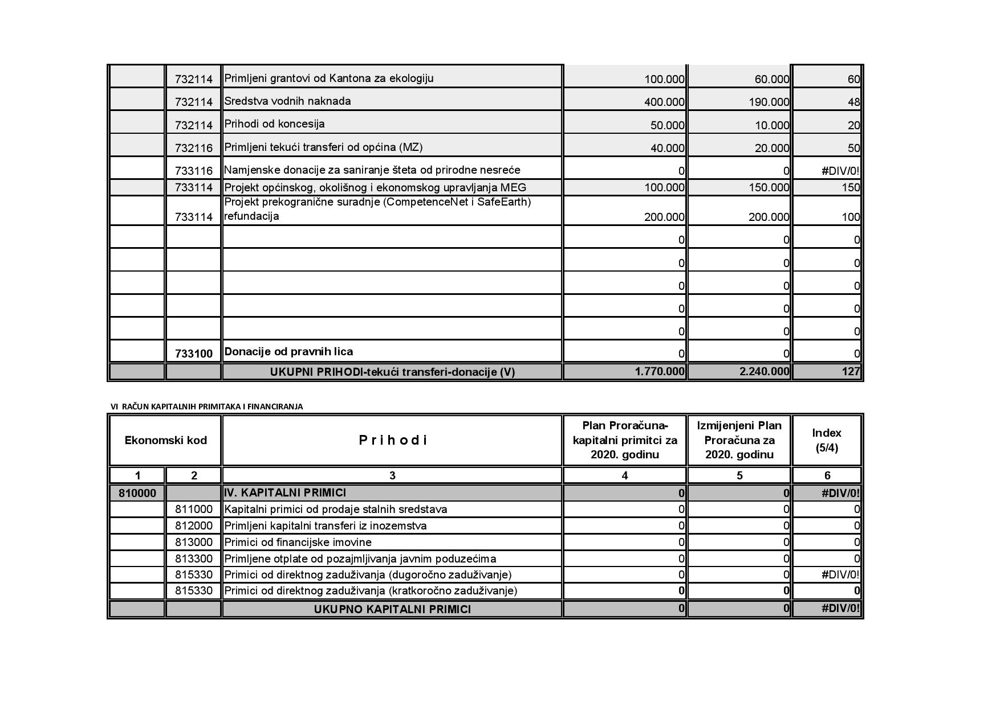 732114 Primljeni grantovi od Kantona za ekologiju 100.000 60.000 60
732114 Sredstva vodnih naknada 400.000 190.000 48
732114 Prihodi od koncesija 50.000 10.000 20
732116 Primljeni tekući transferi od općina (MZ) 40.000 20.000 50
733116 Namjenske donacije za saniranje šteta od prirodne nesreće 0 0 #DIV/0!
733114 Projekt općinskog, okolišnog i ekonomskog upravljanja MEG 100.000 150.000 150
Projekt prekogranične suradnje (CompetenceNet i SafeEarth)
733114 refundacija 200.000 200.000 100
0 0 0
0 0 0
0 0 0
0 0 0
0 0 0
733100 Donacije od pravnih lica 0 0 0
UKUPNI PRIHODI-tekući transferi-donacije (V) 1.770.000 2.240.000 127
VI RAČUN KAPITALNIH PRIMITAKA I FINANCIRANJA
Ekonomski kod
P r i h o d i
Plan Proračuna-
kapitalni primitci za
2020. godinu
Izmijenjeni Plan
Proračuna za
2020. godinu
Index
(5/4)
1 2 3 4 5 6
810000 IV. KAPITALNI PRIMICI 0 0 #DIV/0!
811000 Kapitalni primici od prodaje stalnih sredstava 0 0 0
812000 Primljeni kapitalni transferi iz inozemstva 0 0 0
813000 Primici od financijske imovine 0 0 0
813300 Primljene otplate od pozajmljivanja javnim poduzećima 0 0 0
815330 Primici od direktnog zaduživanja (dugoročno zaduživanje) 0 0 #DIV/0!
815330 Primici od direktnog zaduživanja (kratkoročno zaduživanje) 0 0 0
UKUPNO KAPITALNI PRIMICI 0 0 #DIV/0!